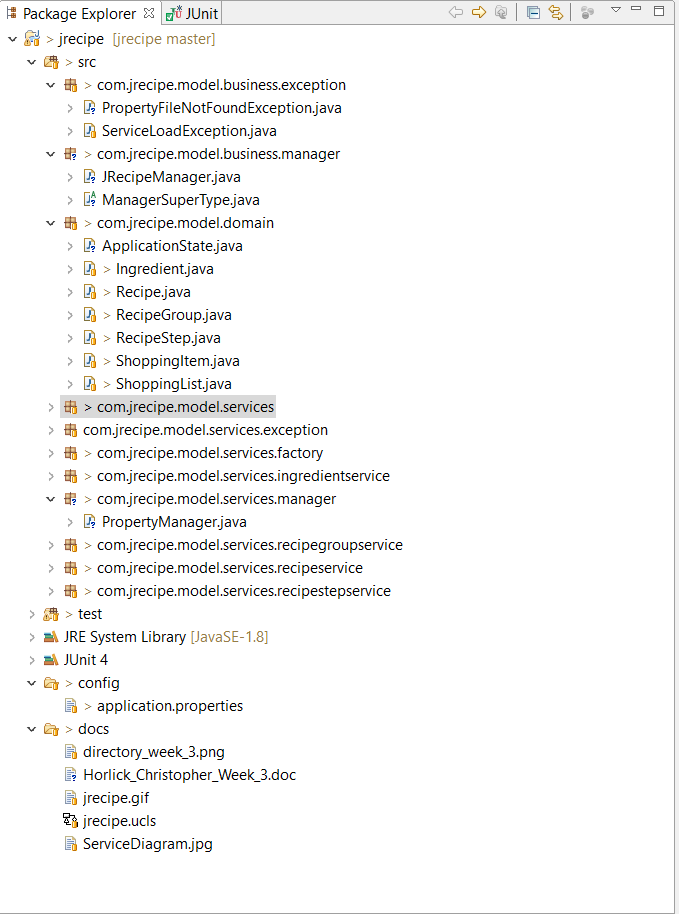 Package Explorer JUnit
> jrecipe [jrecipe master]
> src
> com.jrecipe.model.business.exception
PropertyFileNotFoundException.java
ServiceLoadException.java
> com.jrecipe.model.business.manager
JRecipeManager.java
ManagerSuperType.java
> com.jrecipe.model.domain
ApplicationState.java
> Ingredient.java
> Recipe.java
> RecipeGroup.java
> RecipeStep.java
> ShoppingItem.java
> ShoppingList.java
> com.jrecipe.model.services
com.jrecipe.model.services.exception
> com.jrecipe.model.services.factory
> com.jrecipe.model.services.ingredientservice
> com.jrecipe.model.services.manager
PropertyManager.java
> com.jrecipe.model.services.recipegroupservice
> com.jrecipe.model.services.recipeservice
> com.jrecipe.model.services.recipestepservice
> test
JRE System Library [JavaSE-1.8]
JUnit 4
> config
> application.properties
> docs
directory_week_3.png
Horlick_Christopher_Week_3.doc
jrecipe.gif
jrecipe.ucls
ServiceDiagram.jpg